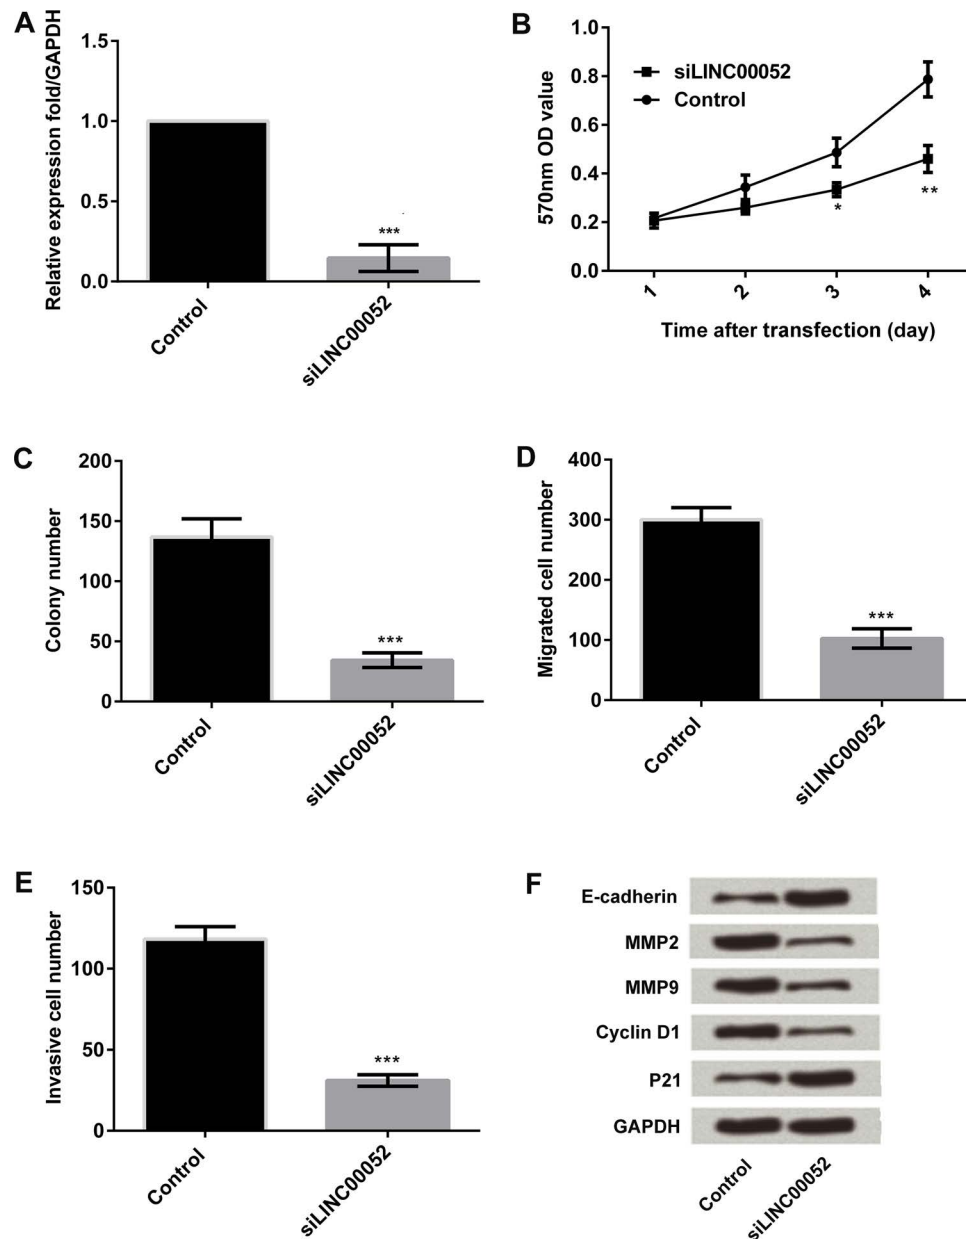 A
Relative expression fold/GAPDH
1.5
1.0
0.5
0.0
***
Control
siLINC00052
B
570nm OD value
1.0
0.8
0.6
0.4
0.2
0.0
siLINC00052
Control
*
**
1
2
3
4
Time after transfection (day)
C
Colony number
200
150
100
50
0
***
Control
siLINC00052
D
Migrated cell number
400
300
200
100
0
***
Control
siLINC00052
E
Invasive cell number
150
100
50
0
***
Control
siLINC00052
F
E-cadherin
MMP2
MMP9
Cyclin D1
P21
GAPDH
Control
siLINC00052